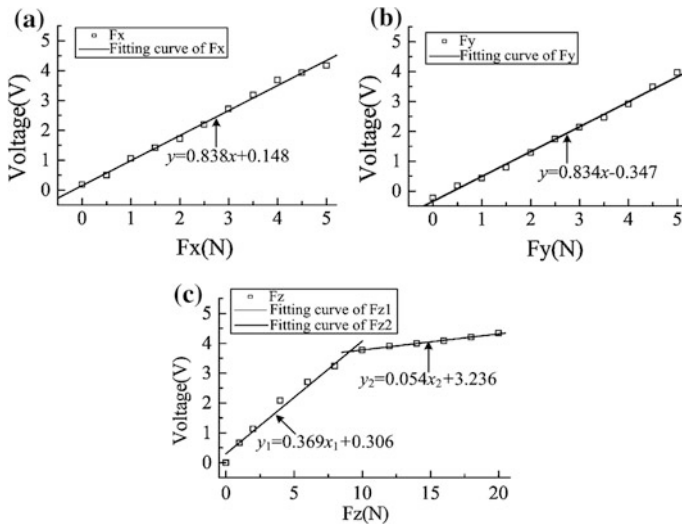 (a)
Fx
Fitting curve of Fx
Voltage(V)
5
4
3
2
1
0
y=0.838x+0.148
0 1 2 3 4 5
Fx(N)
(b)
Fy
Fitting curve of Fy
Voltage(V)
5
4
3
2
1
0
y=0.834x-0.347
0 1 2 3 4 5
Fy(N)
(c)
Fz
Fitting curve of Fz1
Fitting curve of Fz2
Voltage(V)
5
4
3
2
1
0
y₂=0.054x₂+3.236
y₁=0.369x₁+0.306
0 5 10 15 20
Fz(N)